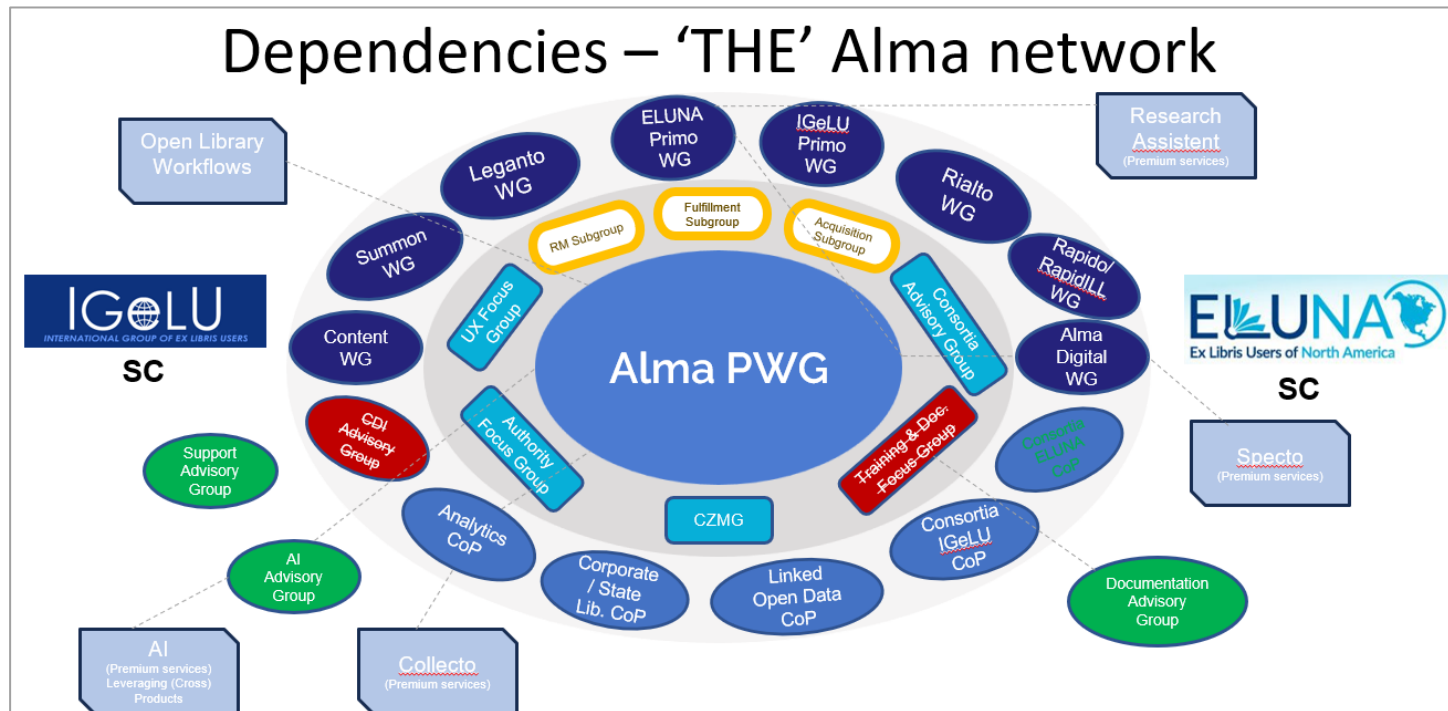 Dependencies – ‘THE’ Alma network
Open Library
Workflows
Leganto
WG
ELUNA
Primo
WG
IGeLU
Primo
WG
Research
Assistent
(Premium services)
Rialto
WG
Summon
WG
RM Subgroup
Fulfillment
Subgroup
Acquisition
Subgroup
Rapido/
RapidILL
WG
IGeLU
INTERNATIONAL GROUP OF EX LIBRIS USERS
SC
Content
WG
UX Focus
Group
Alma PWG
Consortia
Advisory Group
Alma
Digital
WG
ELUNA
Ex Libris Users of North America
SC
CDI
Advisory
Group
Authority
Focus Group
Training & Doc.
Focus Group
Consortia
ELUNA
CoP
Specto
(Premium services)
Support
Advisory
Group
Analytics
CoP
CZMG
Consortia
IGeLU
CoP
AI
Advisory
Group
Corporate
/ State
Lib. CoP
Linked
Open Data
CoP
Documentation
Advisory
Group
AI
(Premium services)
Leveraging (Cross)
Products
Collecto
(Premium services)